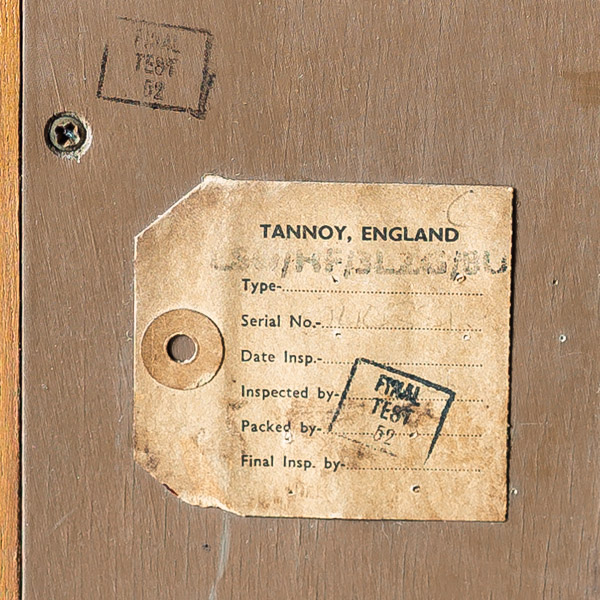 FINAL
TEST
52
TANNOY, ENGLAND
Type-
Serial No.-
Date Insp.-
Inspected by-
FINAL
TEST
52
Packed by-
Final Insp. by-